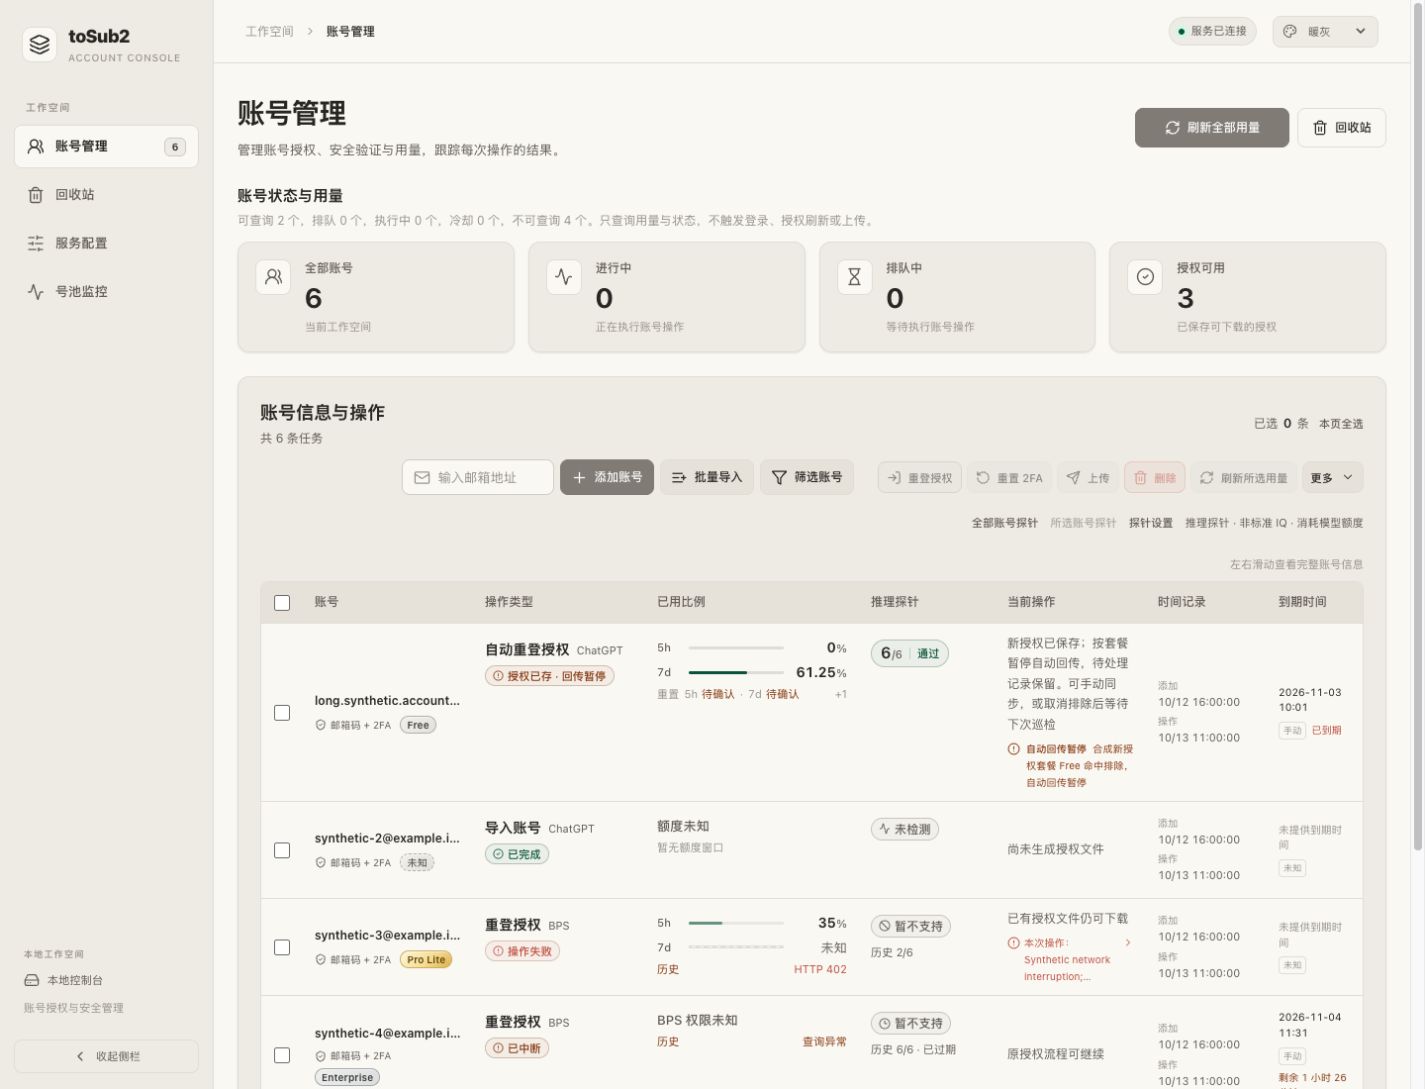 toSub2
ACCOUNT CONSOLE
工作空间
账号管理
6
回收站
服务配置
号池监控
本地工作空间
本地控制台
账号授权与安全管理
收起侧栏
工作空间 > 账号管理
服务已连接
暖灰
账号管理
管理账号授权、安全验证与用量，跟踪每次操作的结果。
刷新全部用量
回收站
账号状态与用量
可查询 2 个，排队 0 个，执行中 0 个，冷却 0 个，不可查询 4 个。只查询用量与状态，不触发登录、授权刷新或上传。
全部账号
6
当前工作空间
进行中
0
正在执行账号操作
排队中
0
等待执行账号操作
授权可用
3
已保存可下载的授权
账号信息与操作
共 6 条任务
已选 0 条 本页全选
输入邮箱地址
添加账号
批量导入
筛选账号
重登授权
重置 2FA
上传
删除
刷新所选用量
更多
全部账号探针 所选账号探针 探针设置 推理探针 · 非标准 IQ · 消耗模型额度
左右滑动查看完整账号信息
账号 操作类型 已用比例 推理探针 当前操作 时间记录 到期时间
long.synthetic.account...
邮箱码 + 2FA Free
自动重登授权 ChatGPT
授权已存 · 回传暂停
5h 0%
7d 61.25%
重置 5h 待确认 · 7d 待确认 +1
6/6 通过
新授权已保存；按套餐
暂停自动回传，待处理
记录保留。可手动同
步，或取消排除后等待
下次巡检
自动回传暂停 合成新授
权套餐 Free 命中排除，
自动回传暂停
添加
10/12 16:00:00
操作
10/13 11:00:00
2026-11-03
10:01
手动 已到期
synthetic-2@example.i...
邮箱码 + 2FA 未知
导入账号 ChatGPT
已完成
额度未知
暂无额度窗口
未检测
尚未生成授权文件
添加
10/12 16:00:00
操作
10/13 11:00:00
未提供到期时
间
未知
synthetic-3@example.i...
邮箱码 + 2FA Pro Lite
重登授权 BPS
操作失败
5h 35%
7d 未知
历史 HTTP 402
暂不支持
历史 2/6
已有授权文件仍可下载
本次操作：
Synthetic network
interruption;...
添加
10/12 16:00:00
操作
10/13 11:00:00
未提供到期时
间
未知
synthetic-4@example.i...
邮箱码 + 2FA
Enterprise
重登授权 BPS
已中断
BPS 权限未知
历史 查询异常
暂不支持
历史 6/6 · 已过期
原授权流程可继续
添加
10/12 16:00:00
操作
10/13 11:00:00
2026-11-04
11:31
手动
剩余 1 小时 26